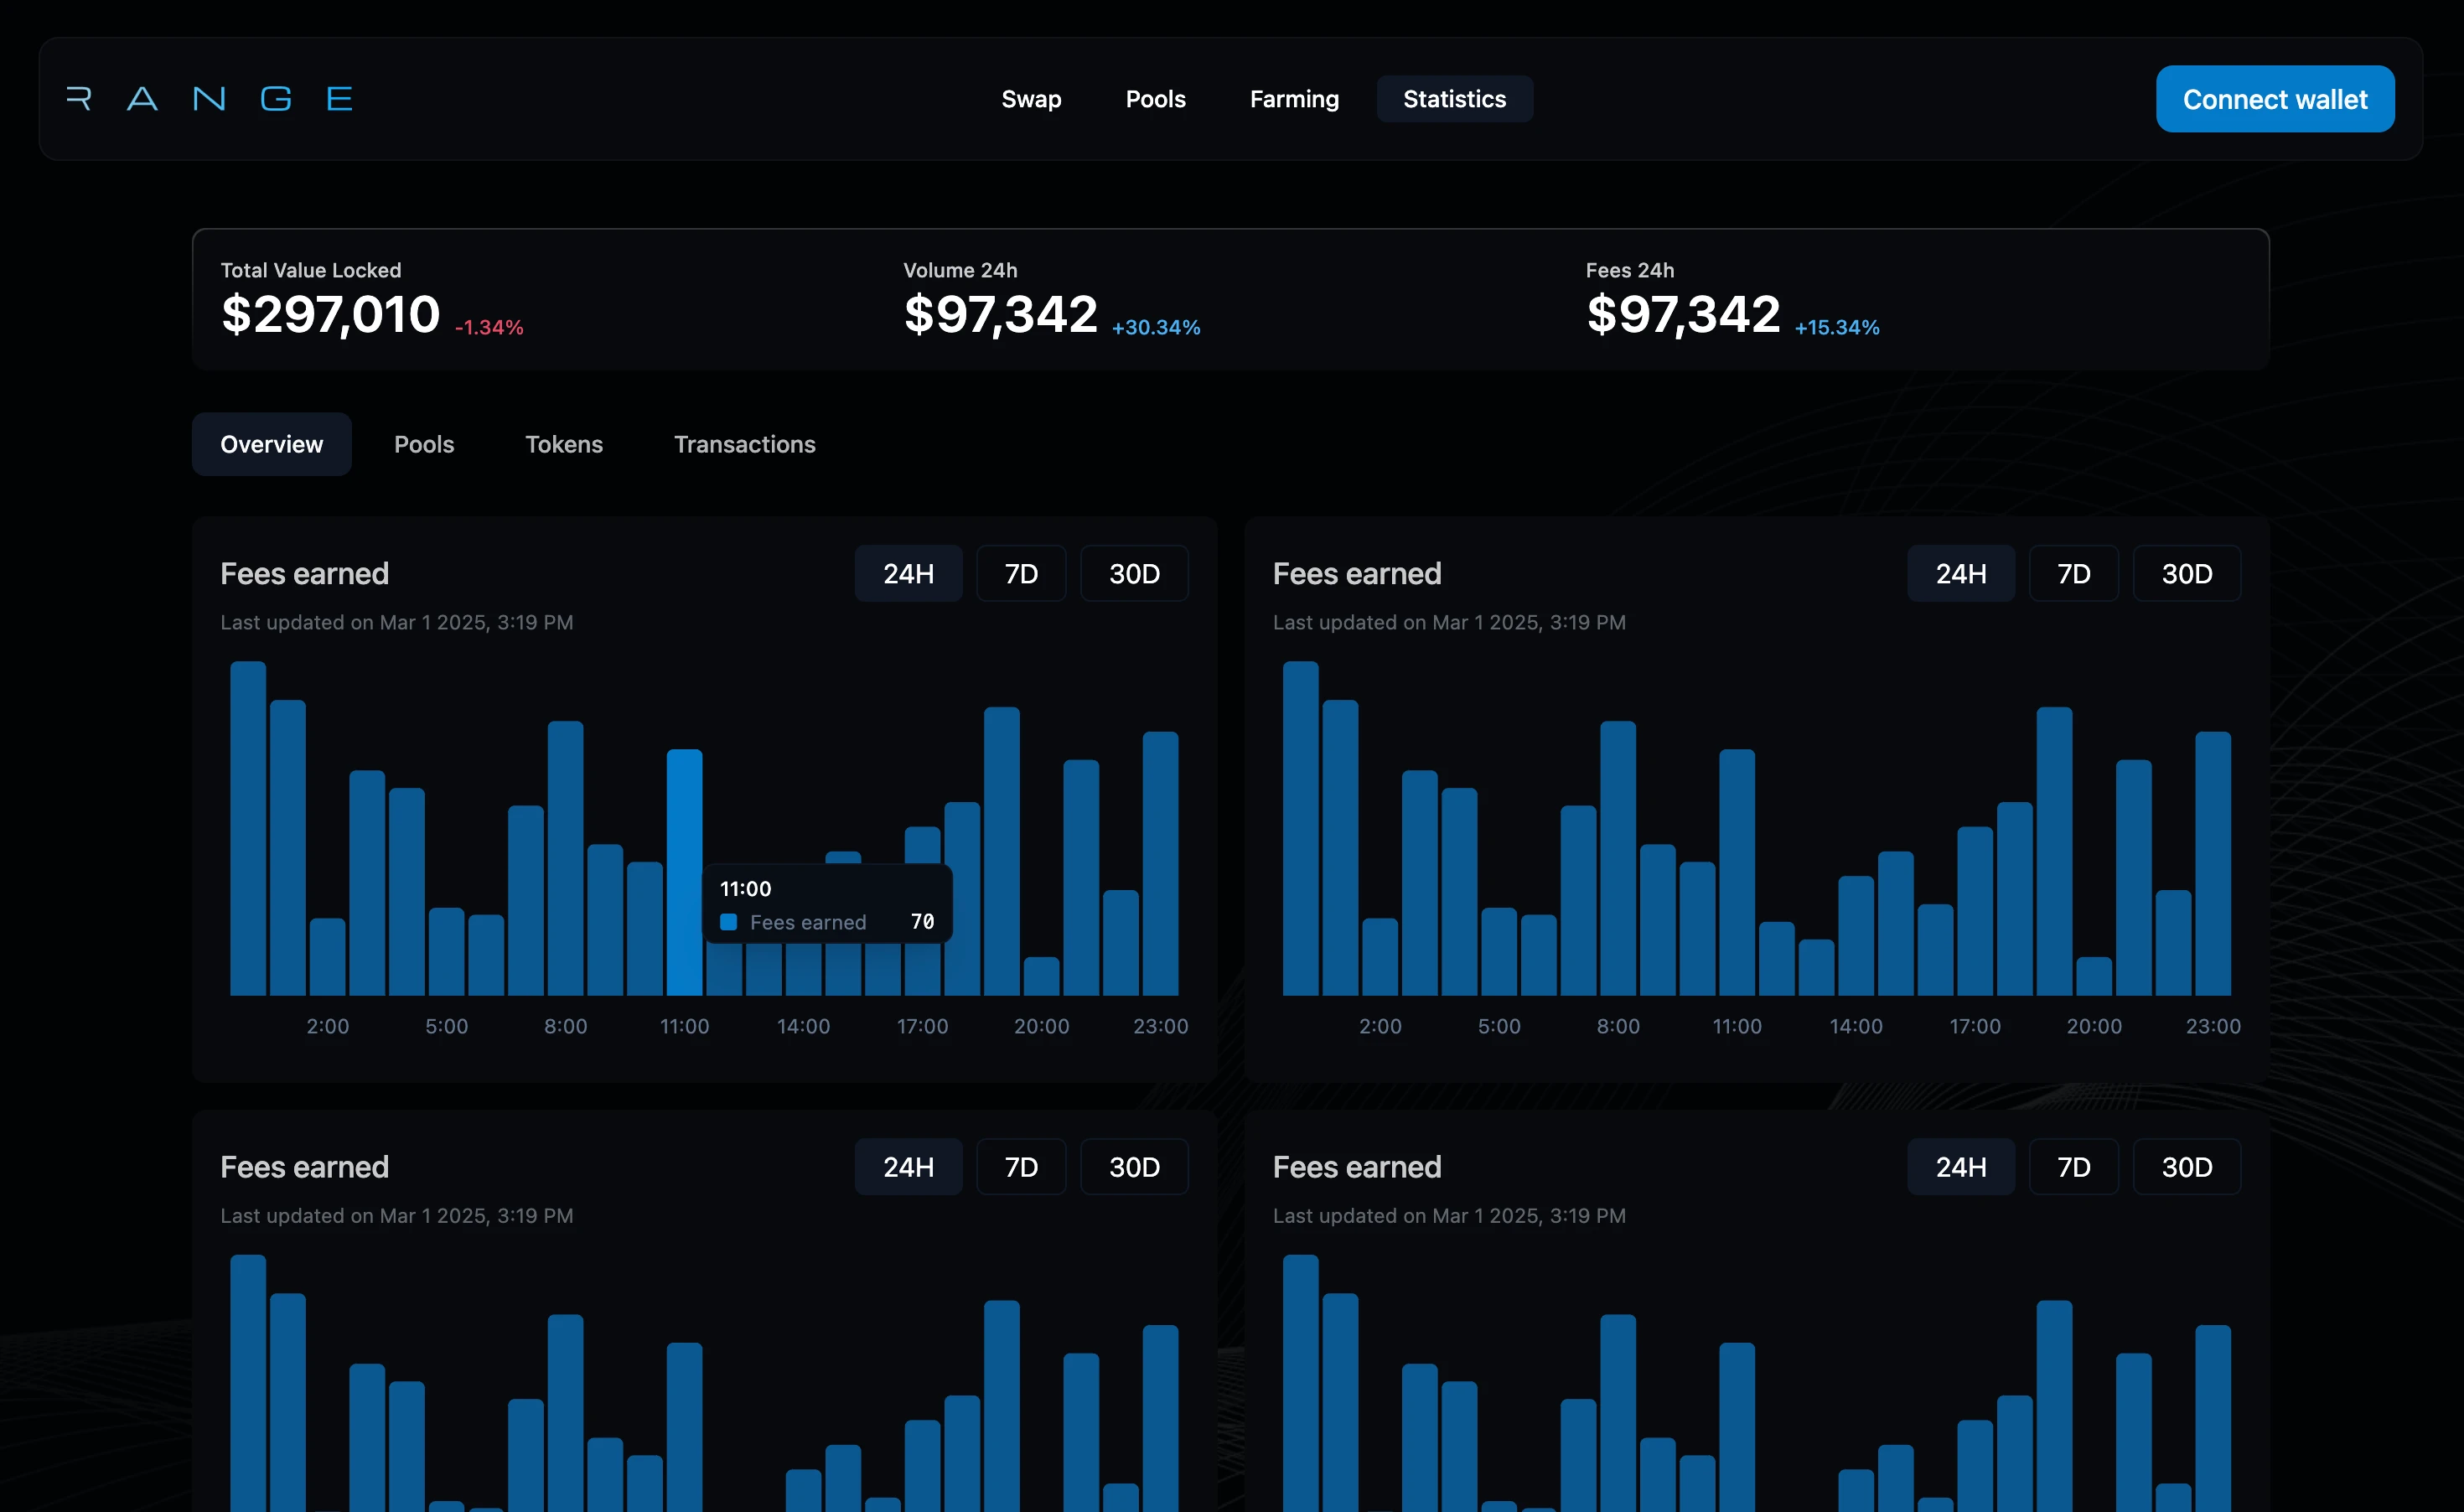 RANGE
Swap Pools Farming Statistics
Connect wallet
Total Value Locked Volume 24h Fees 24h
$297,010 -1.34% $97,342 +30.34% $97,342 +15.34%
Overview Pools Tokens Transactions
Fees earned 24H 7D 30D
Last updated on Mar 1 2025, 3:19 PM
11:00
Fees earned 70
2:00 5:00 8:00 11:00 14:00 17:00 20:00 23:00
Fees earned 24H 7D 30D
Last updated on Mar 1 2025, 3:19 PM
2:00 5:00 8:00 11:00 14:00 17:00 20:00 23:00
Fees earned 24H 7D 30D
Last updated on Mar 1 2025, 3:19 PM
Fees earned 24H 7D 30D
Last updated on Mar 1 2025, 3:19 PM